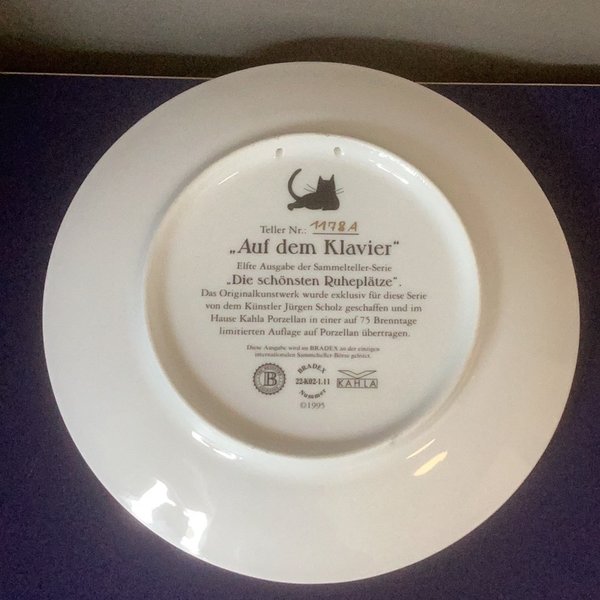 Teller Nr.: 1178A
„Auf dem Klavier"
Elfte Ausgabe der Sammelteller-Serie
„Die schönsten Ruheplätze".
Das Originalkunstwerk wurde exklusiv für diese Serie
von dem Künstler Jürgen Scholz geschaffen und im
Hause Kahla Porzellan in einer auf 75 Brenntage
limitierten Auflage auf Porzellan übertragen.
Diese Ausgabe wird im BRADEX an der einzigen
internationalen Sammelteller-Börse gelistet.
B
BRADEX
22-K02-1.11
Nummer
KAHLA
©1995